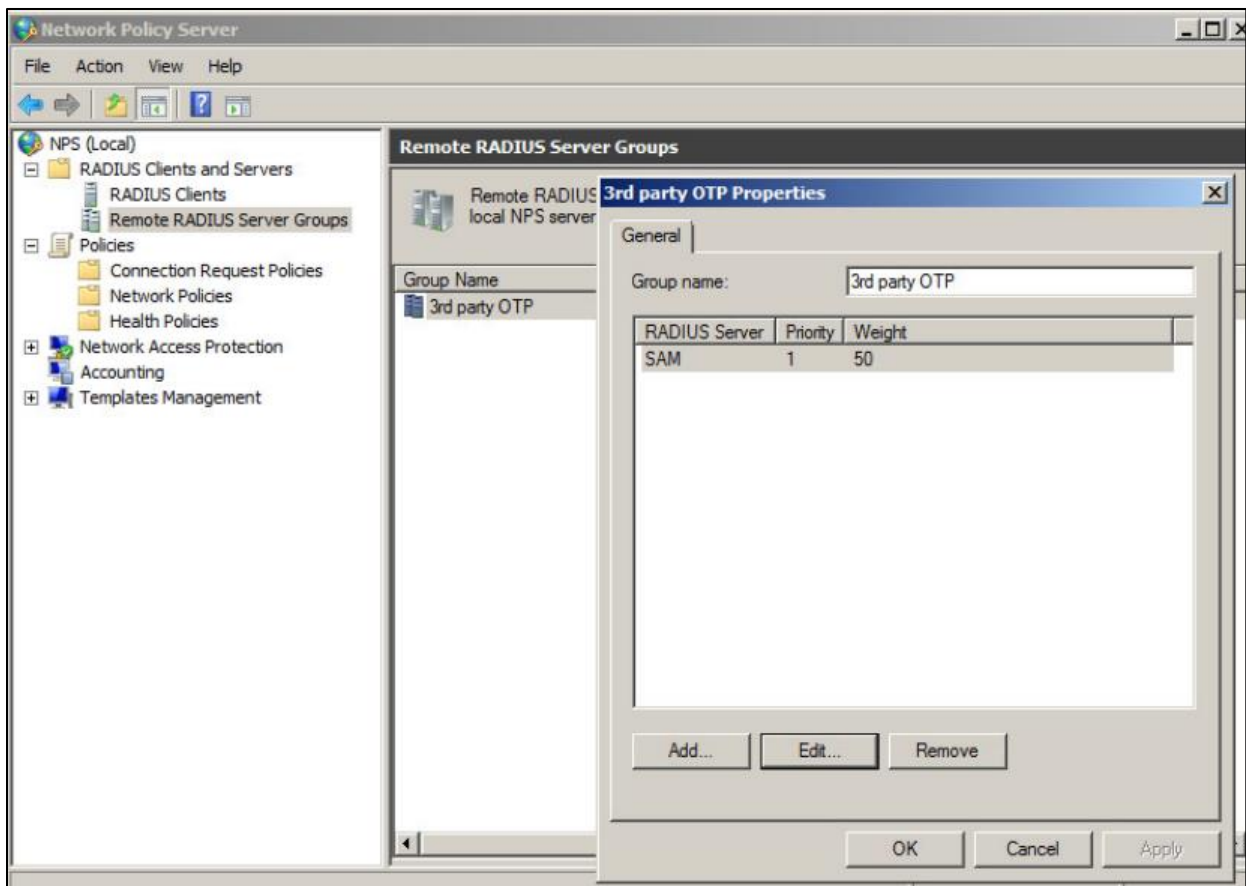 Network Policy Server
File Action View Help
NPS (Local)
RADIUS Clients and Servers
RADIUS Clients
Remote RADIUS Server Groups
Policies
Connection Request Policies
Network Policies
Health Policies
Network Access Protection
Accounting
Templates Management
Remote RADIUS Server Groups
Remote RADIUS
local NPS server
Group Name
3rd party OTP
3rd party OTP Properties
General
Group name: 3rd party OTP
RADIUS Server Priority Weight
SAM 1 50
Add... Edit... Remove
OK Cancel Apply